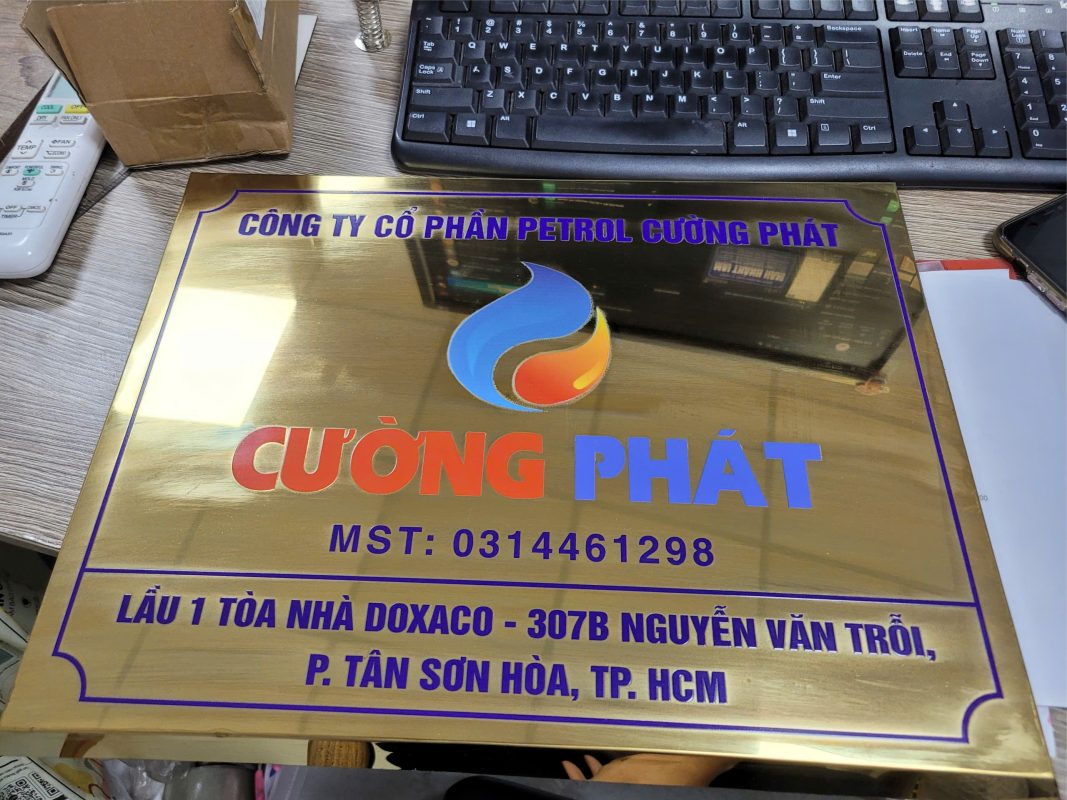 CÔNG TY CỔ PHẦN PETROL CƯỜNG PHÁT
CƯỜNG PHÁT
MST: 0314461298
LẦU 1 TÒA NHÀ DOXACO - 307B NGUYỄN VĂN TRỖI,
P. TÂN SƠN HÒA, TP. HCM